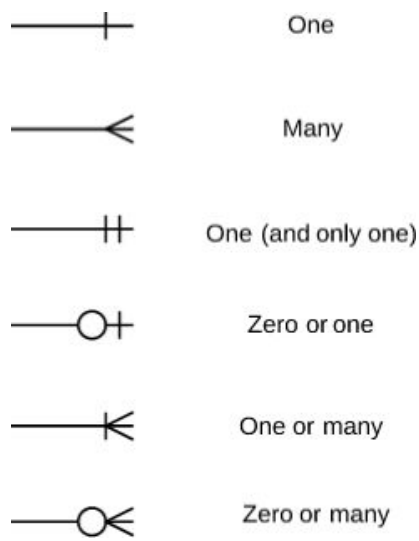 One
Many
One (and only one)
Zero or one
One or many
Zero or many